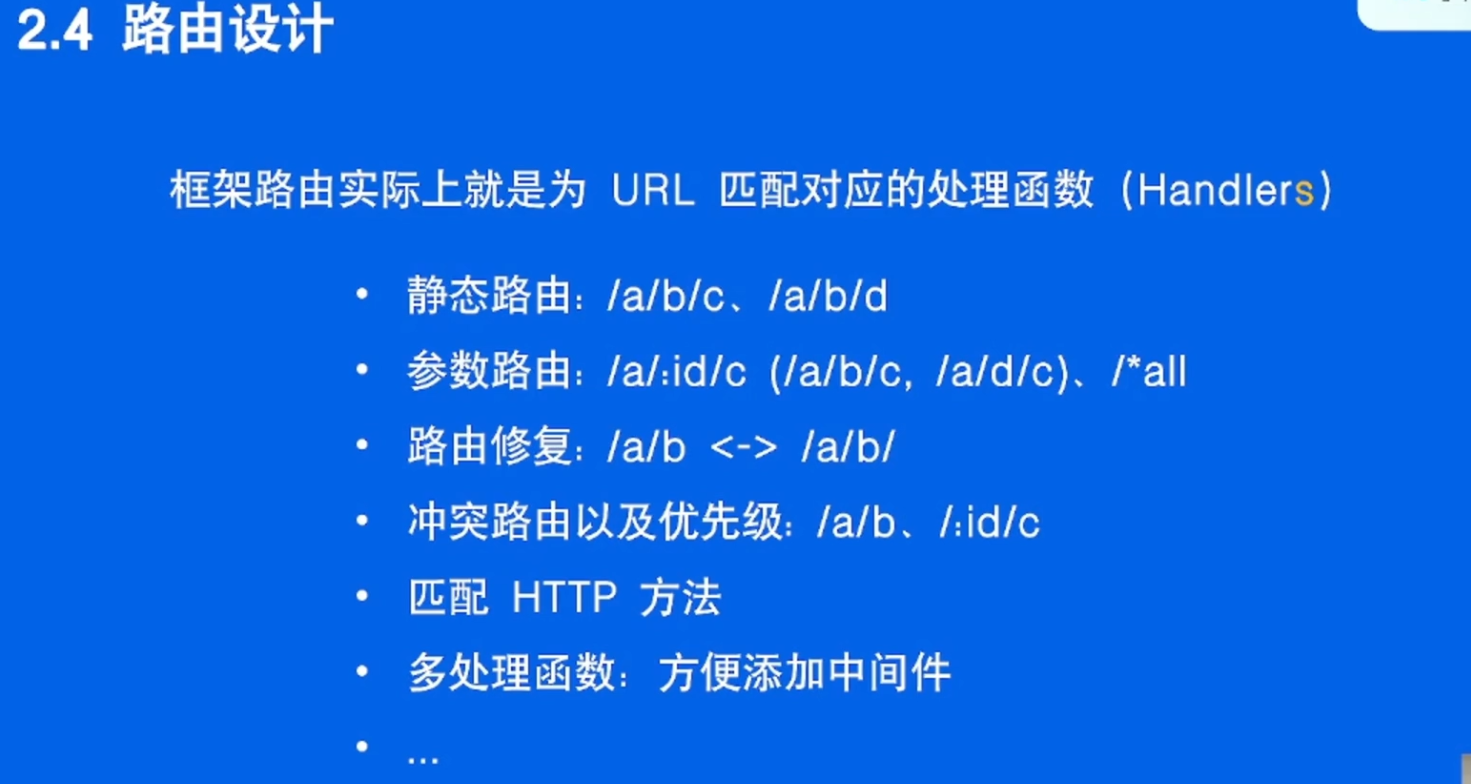 2.4 路由设计
框架路由实际上就是为 URL 匹配对应的处理函数 (Handlers)
• 静态路由: /a/b/c、/a/b/d
• 参数路由: /a/:id/c (/a/b/c, /a/d/c)、/*all
• 路由修复: /a/b <-> /a/b/
• 冲突路由以及优先级: /a/b、/:id/c
• 匹配 HTTP 方法
• 多处理函数: 方便添加中间件
• ...